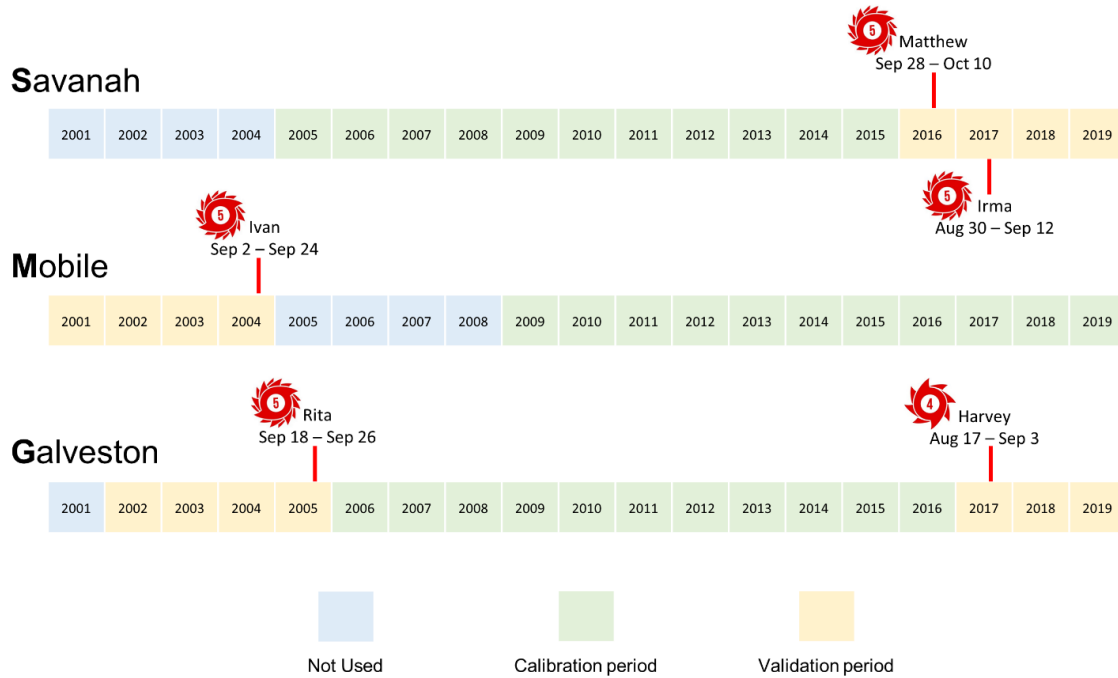 5
Matthew
Sep 28 – Oct 10
Savanah
2001 2002 2003 2004 2005 2006 2007 2008 2009 2010 2011 2012 2013 2014 2015 2016 2017 2018 2019
5
Irma
Aug 30 – Sep 12
5
Ivan
Sep 2 – Sep 24
Mobile
2001 2002 2003 2004 2005 2006 2007 2008 2009 2010 2011 2012 2013 2014 2015 2016 2017 2018 2019
5
Rita
Sep 18 – Sep 26
4
Harvey
Aug 17 – Sep 3
Galveston
2001 2002 2003 2004 2005 2006 2007 2008 2009 2010 2011 2012 2013 2014 2015 2016 2017 2018 2019
Not Used
Calibration period
Validation period